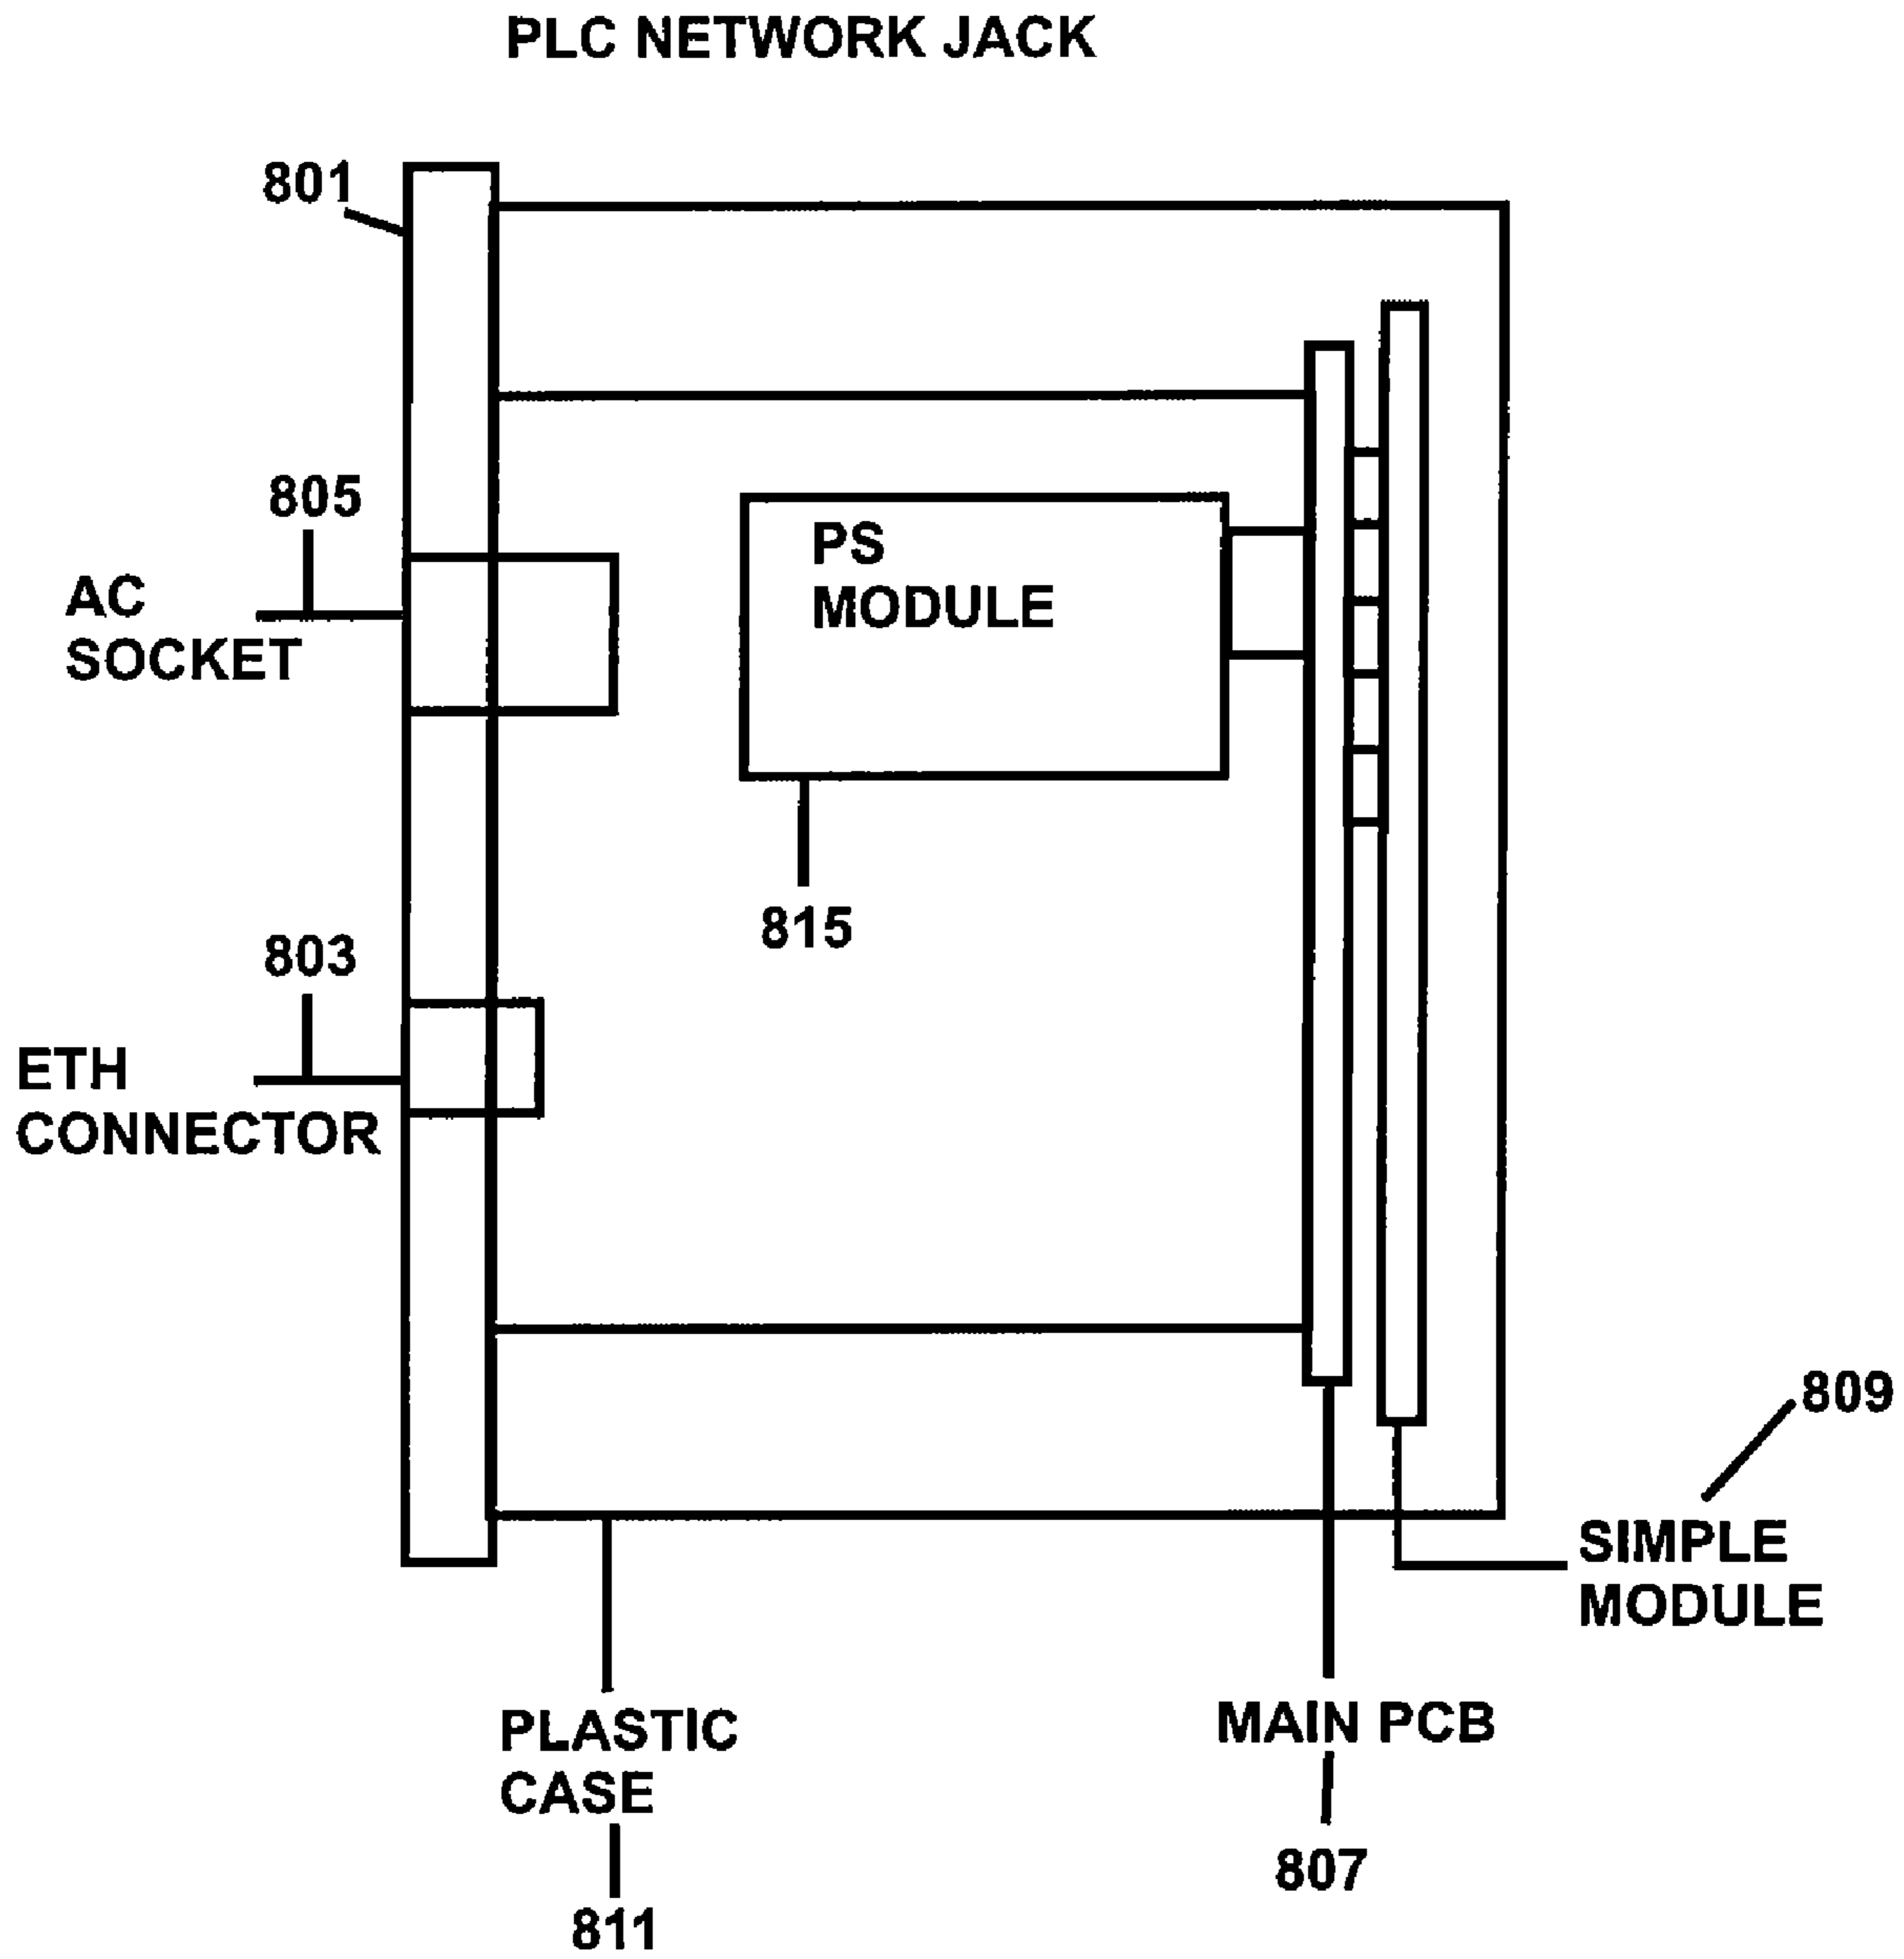 PLC NETWORK JACK
801
805
AC
SOCKET
PS
MODULE
815
803
ETH
CONNECTOR
809
SIMPLE
MODULE
PLASTIC
CASE
811
MAIN PCB
807